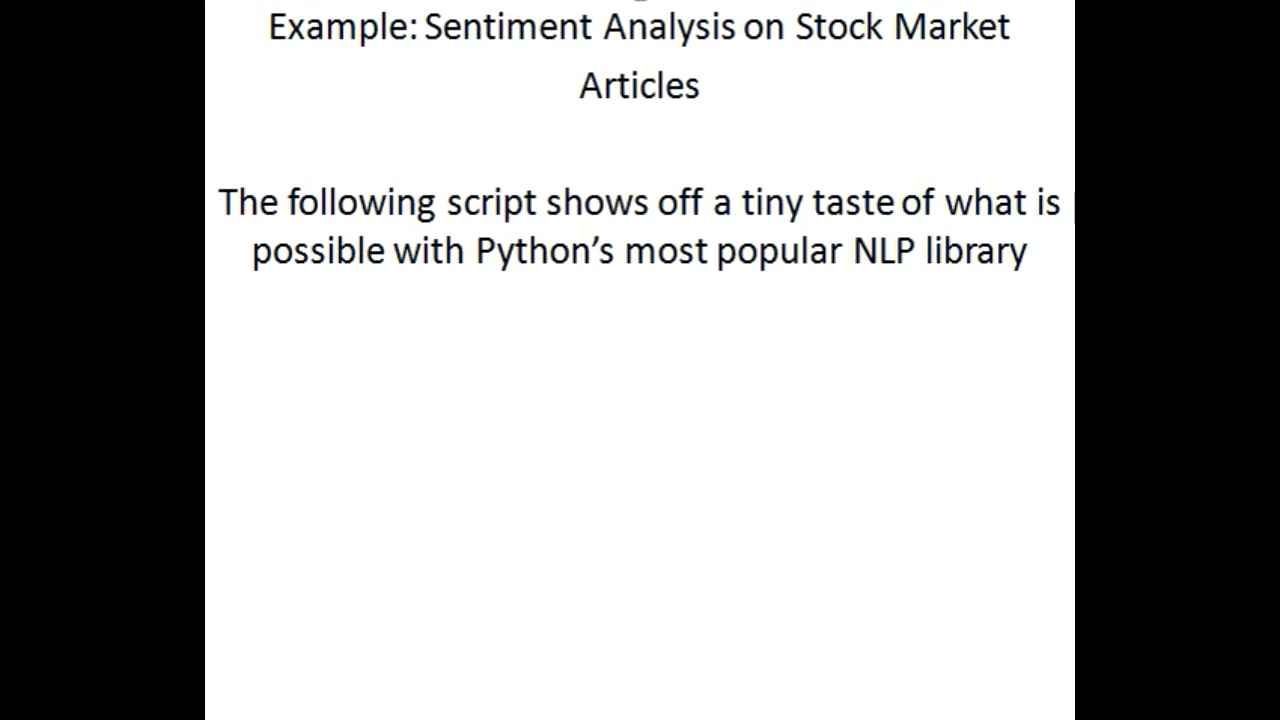 Example: Sentiment Analysis on Stock Market
Articles
The following script shows off a tiny taste of what is
possible with Python’s most popular NLP library